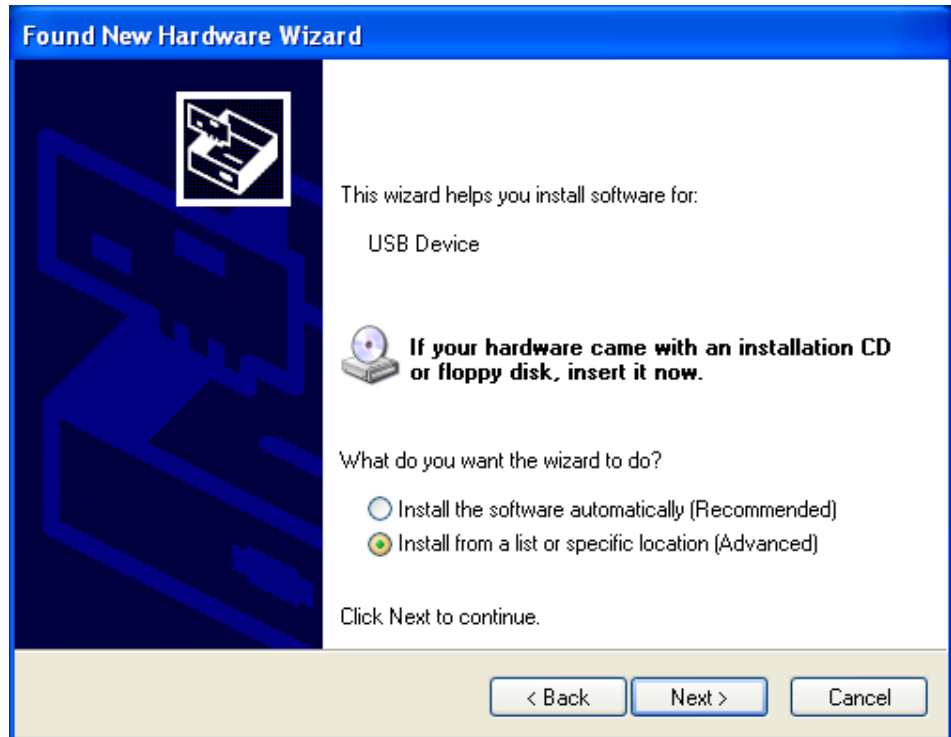 Found New Hardware Wizard
This wizard helps you install software for:
USB Device
If your hardware came with an installation CD
or floppy disk, insert it now.
What do you want the wizard to do?
Install the software automatically (Recommended)
Install from a list or specific location (Advanced)
Click Next to continue.
< Back Next > Cancel